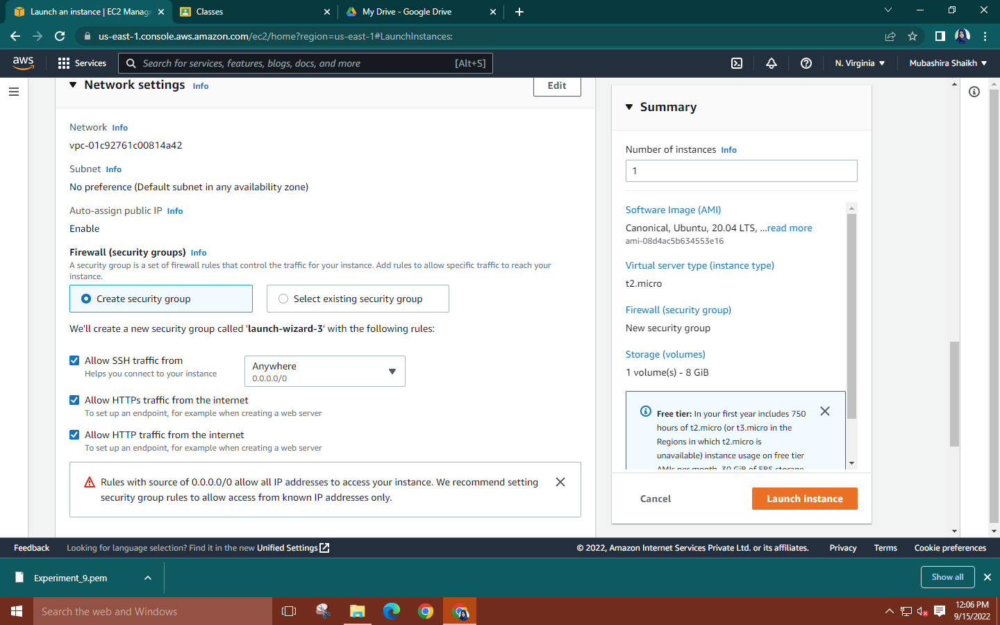 Launch an instance | EC2 Manage
Classes
My Drive - Google Drive
us-east-1.console.aws.amazon.com/ec2/home?region=us-east-1#LaunchInstances:
aws
Services
Search for services, features, blogs, docs, and more
[Alt+S]
N. Virginia
Mubashira Shaikh
Network settings Info
Edit
Network Info
vpc-01c92761c00814a42
Subnet Info
No preference (Default subnet in any availability zone)
Auto-assign public IP Info
Enable
Firewall (security groups) Info
A security group is a set of firewall rules that control the traffic for your instance. Add rules to allow specific traffic to reach your
instance.
Create security group
Select existing security group
We'll create a new security group called 'launch-wizard-3' with the following rules:
Allow SSH traffic from
Helps you connect to your instance
Anywhere
0.0.0.0/0
Allow HTTPs traffic from the internet
To set up an endpoint, for example when creating a web server
Allow HTTP traffic from the internet
To set up an endpoint, for example when creating a web server
Rules with source of 0.0.0.0/0 allow all IP addresses to access your instance. We recommend setting
security group rules to allow access from known IP addresses only.
Summary
Number of instances Info
1
Software Image (AMI)
Canonical, Ubuntu, 20.04 LTS, ...read more
ami-08d4ac5b634553e16
Virtual server type (instance type)
t2.micro
Firewall (security group)
New security group
Storage (volumes)
1 volume(s) - 8 GiB
Free tier: In your first year includes 750
hours of t2.micro (or t3.micro in the
Regions in which t2.micro is
unavailable) instance usage on free tier
AMIs per month, 30 GiB of EBS storage,
Cancel
Launch instance
Feedback
Looking for language selection? Find it in the new Unified Settings
© 2022, Amazon Internet Services Private Ltd. or its affiliates.
Privacy
Terms
Cookie preferences
Experiment_9.pem
Show all
Search the web and Windows
12:06 PM
9/15/2022